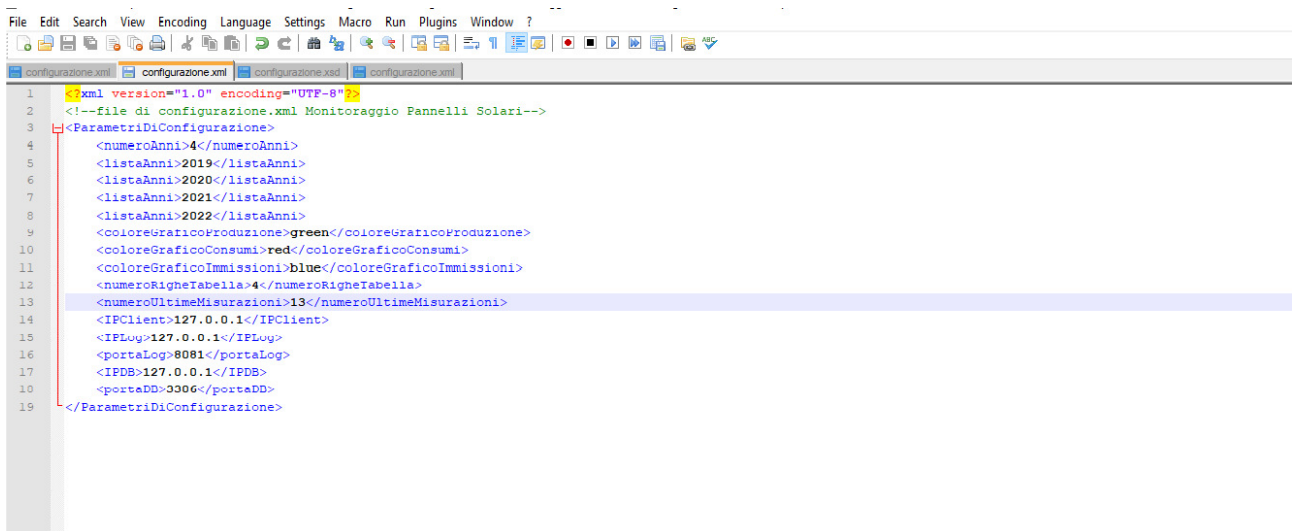 File Edit Search View Encoding Language Settings Macro Run Plugins Window ?
configurazione.xml configurazione.xml configurazione.xsd configurazione.xml
1 <?xml version="1.0" encoding="UTF-8"?>
2 <!--file di configurazione.xml Monitoraggio Pannelli Solari-->
3 <ParametriDiConfigurazione>
4 <numeroAnni>4</numeroAnni>
5 <listaAnni>2019</listaAnni>
6 <listaAnni>2020</listaAnni>
7 <listaAnni>2021</listaAnni>
8 <listaAnni>2022</listaAnni>
9 <coloreGraficoProduzione>green</coloreGraficoProduzione>
10 <coloreGraficoConsumi>red</coloreGraficoConsumi>
11 <coloreGraficoImmissioni>blue</coloreGraficoImmissioni>
12 <numeroRigheTabella>4</numeroRigheTabella>
13 <numeroUltimeMisurazioni>13</numeroUltimeMisurazioni>
14 <IPClient>127.0.0.1</IPClient>
15 <IPLog>127.0.0.1</IPLog>
16 <portaLog>8081</portaLog>
17 <IPDB>127.0.0.1</IPDB>
18 <portaDB>3306</portaDB>
19 </ParametriDiConfigurazione>